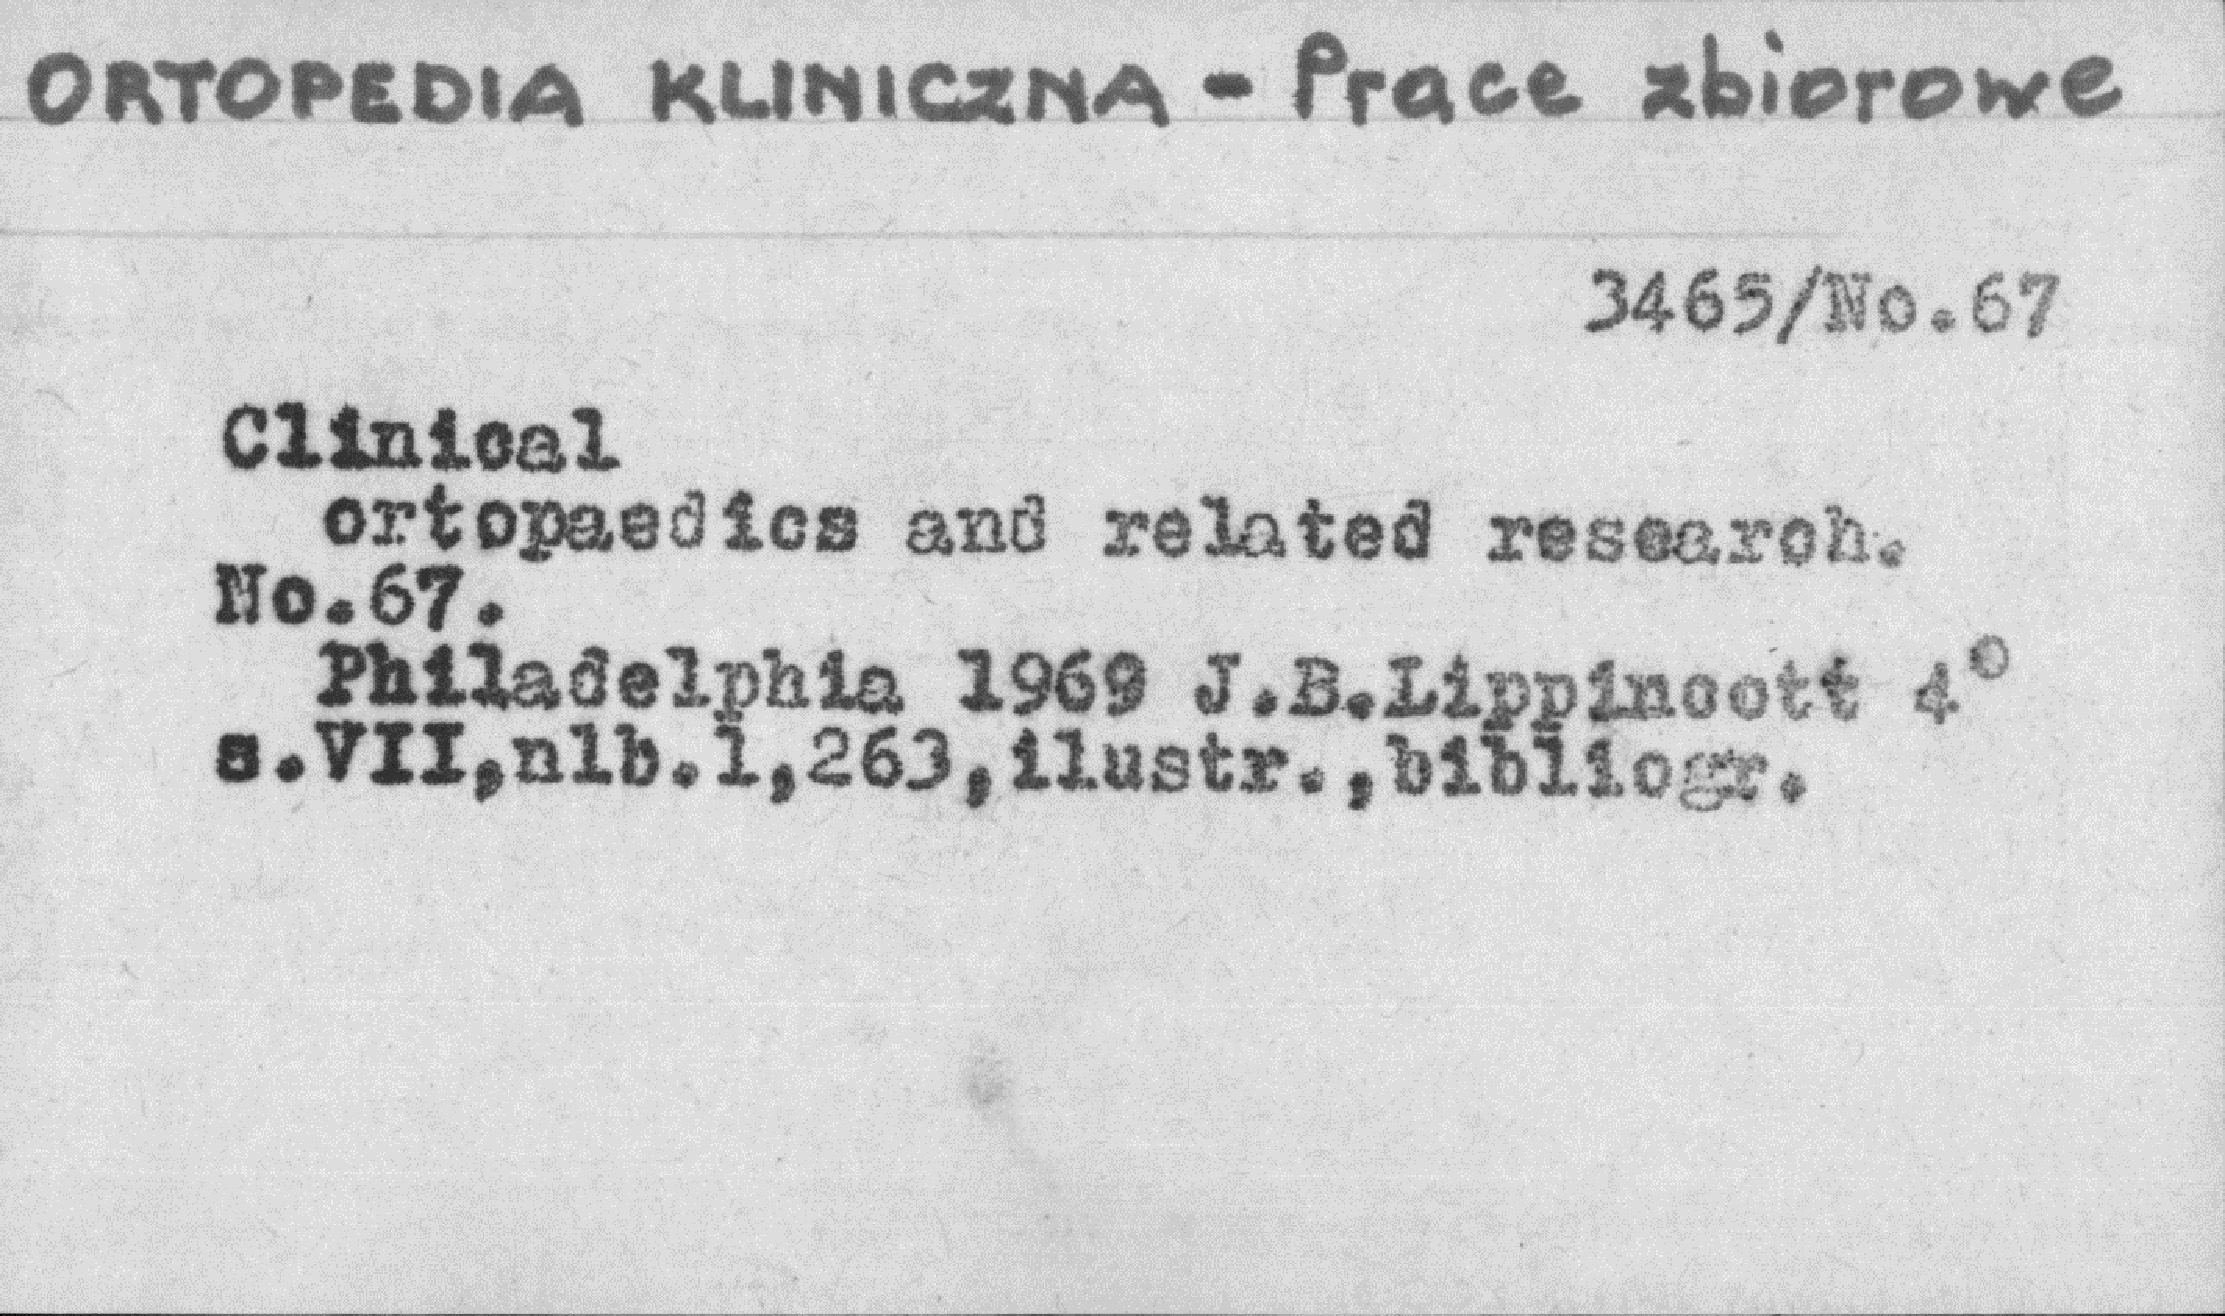 ORTOPEDIA KLINICZNA - Prace zbiorowe
3465/No.67
Clinical
ortopaedics and related research.
No.67.
Philadelphia 1969 J.B.Lippincott 4°
s.VII,nlb.1,263,ilustr.,bibliogr.